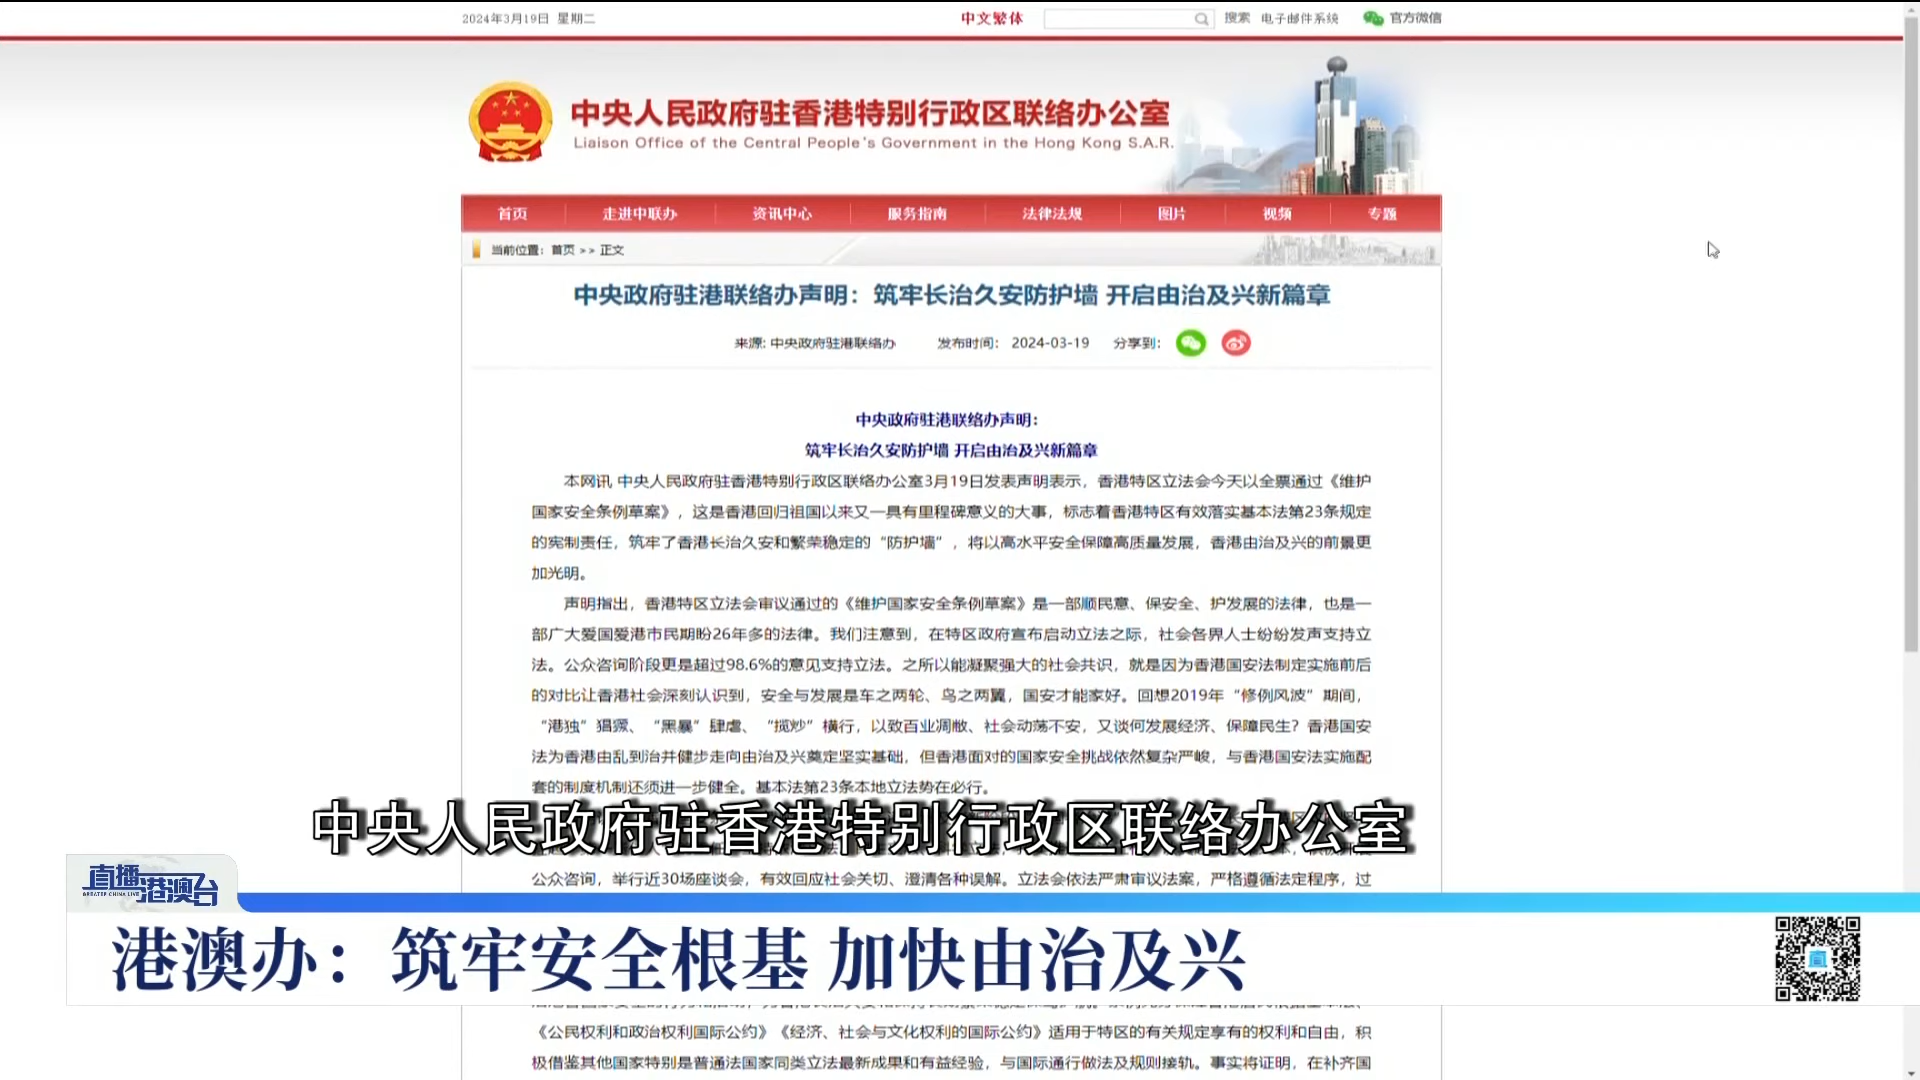 2024年3月19日 星期二
中文繁体
搜索 电子邮件系统
官方微信
中央人民政府驻香港特别行政区联络办公室
Liaison Office of the Central People's Government in the Hong Kong S.A.R.
首页 走进中联办 资讯中心 服务指南 法律法规 图片 视频 专题
当前位置：首页 >> 正文
中央政府驻港联络办声明：筑牢长治久安防护墙 开启由治及兴新篇章
来源: 中央政府驻港联络办 发布时间： 2024-03-19 分享到：
中央政府驻港联络办声明：
筑牢长治久安防护墙 开启由治及兴新篇章
本网讯 中央人民政府驻香港特别行政区联络办公室3月19日发表声明表示，香港特区立法会今天以全票通过《维护
国家安全条例草案》，这是香港回归祖国以来又一具有里程碑意义的大事，标志着香港特区有效落实基本法第23条规定
的宪制责任，筑牢了香港长治久安和繁荣稳定的“防护墙”，将以高水平安全保障高质量发展，香港由治及兴的前景更
加光明。
声明指出，香港特区立法会审议通过的《维护国家安全条例草案》是一部顺民意、保安全、护发展的法律，也是一
部广大爱国爱港市民期盼26年多的法律。我们注意到，在特区政府宣布启动立法之际，社会各界人士纷纷发声支持立
法。公众咨询阶段更是超过98.6%的意见支持立法。之所以能凝聚强大的社会共识，就是因为香港国安法制定实施前后
的对比让香港社会深刻认识到，安全与发展是车之两轮、鸟之两翼，国安才能家好。回想2019年“修例风波”期间，
“港独”猖獗、“黑暴”肆虐、“揽炒”横行，以致百业凋敝、社会动荡不安，又谈何发展经济、保障民生？香港国安
法为香港由乱到治并健步走向由治及兴奠定坚实基础，但香港面对的国家安全挑战依然复杂严峻，与香港国安法实施配
套的制度机制还须进一步健全。基本法第23条本地立法势在必行。
中央人民政府驻香港特别行政区联络办公室
公众咨询，举行近30场座谈会，有效回应社会关切、澄清各种误解。立法会依法严肃审议法案，严格遵循法定程序，过
直播港澳台
GREATER CHINA LIVE
港澳办：筑牢安全根基 加快由治及兴
《公民权利和政治权利国际公约》《经济、社会与文化权利的国际公约》适用于特区的有关规定享有的权利和自由，积
极借鉴其他国家特别是普通法国家同类立法最新成果和有益经验，与国际通行做法及规则接轨。事实将证明，在补齐国